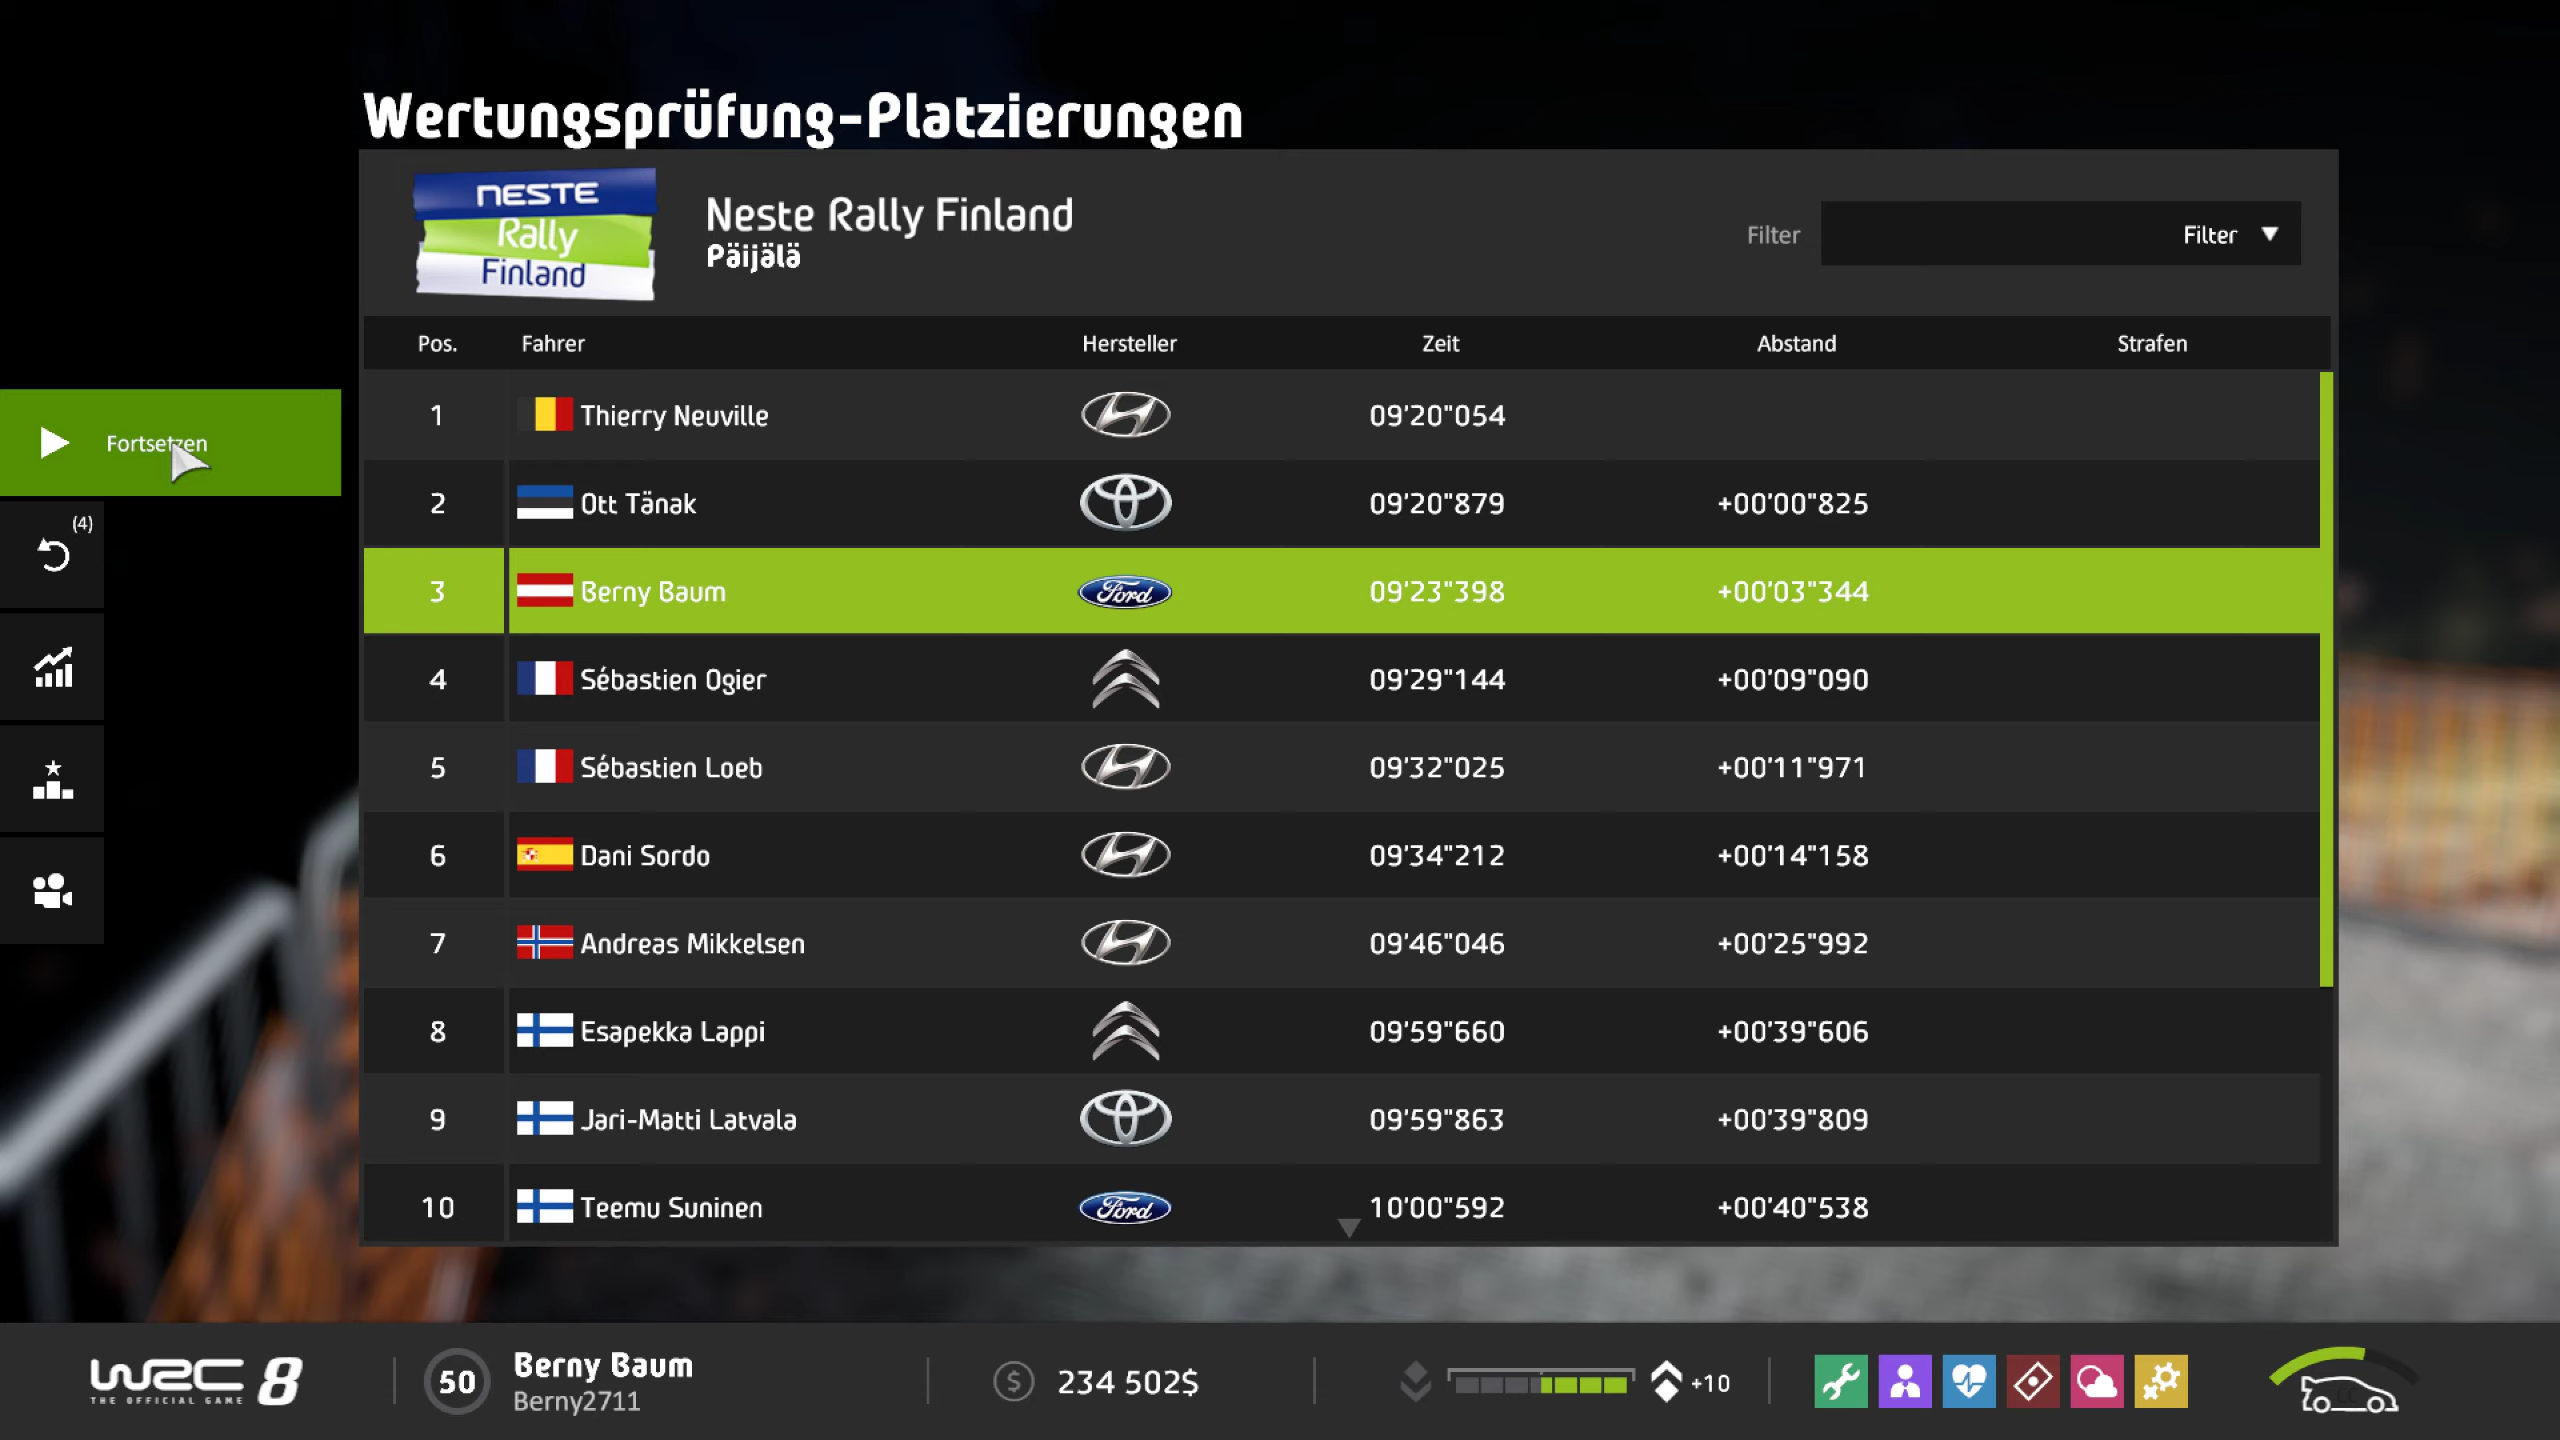 Wertungsprüfung-Platzierungen
NESTE
Rally
Finland
Neste Rally Finland
Päijälä
Filter
Filter
Pos. Fahrer Hersteller Zeit Abstand Strafen
1 Thierry Neuville 09'20"054
2 Ott Tänak 09'20"879 +00'00"825
3 Berny Baum Ford 09'23"398 +00'03"344
4 Sébastien Ogier 09'29"144 +00'09"090
5 Sébastien Loeb 09'32"025 +00'11"971
6 Dani Sordo 09'34"212 +00'14"158
7 Andreas Mikkelsen 09'46"046 +00'25"992
8 Esapekka Lappi 09'59"660 +00'39"606
9 Jari-Matti Latvala 09'59"863 +00'39"809
10 Teemu Suninen Ford 10'00"592 +00'40"538
Fortsetzen
(4)
WRC 8
THE OFFICIAL GAME
50
Berny Baum
Berny2711
$ 234 502$
+10